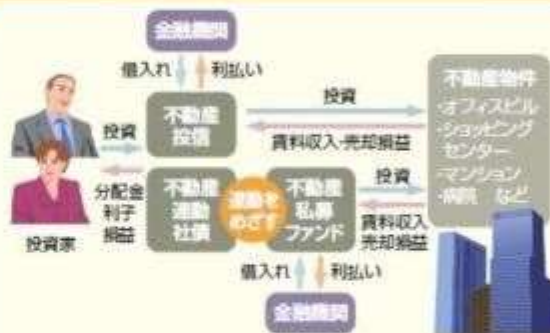 金融機関
借入れ
利払い
不動産
投信
投資
投資
賃料収入・売却損益
不動産物件
・オフィスビル
・ショッピング
センター
・マンション
・病院 など
分配金
利子
損益
投資家
不動産
連動
社債
連動を
めざす
不動産
私募
ファンド
投資
賃料収入
売却損益
借入れ
利払い
金融機関